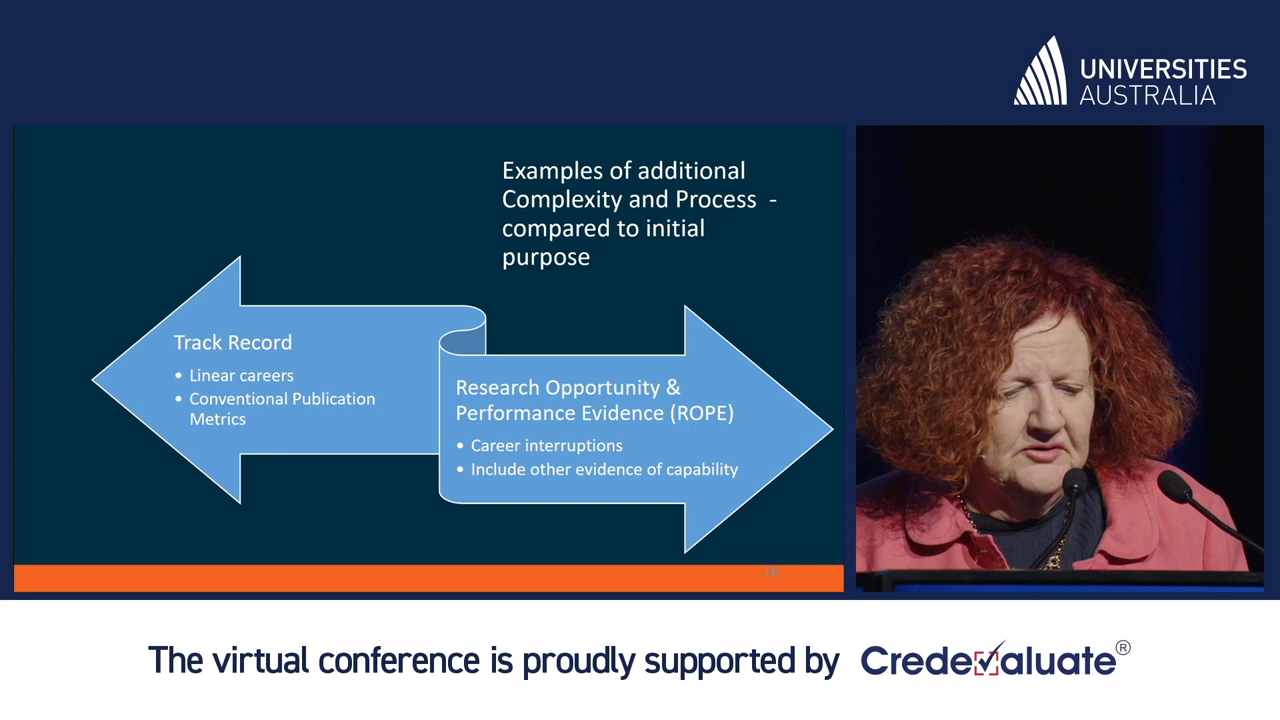 UNIVERSITIES
AUSTRALIA
Examples of additional
Complexity and Process -
compared to initial
purpose
Track Record
• Linear careers
• Conventional Publication
Metrics
Research Opportunity &
Performance Evidence (ROPE)
• Career interruptions
• Include other evidence of capability
18
The virtual conference is proudly supported by Credevaluate®